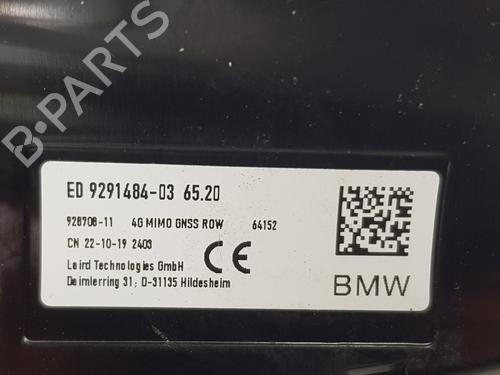 B-PARTS
ED 9291484-03 65.20
928708-11 4G MIMO GNSS ROW 64152
CN 22-10-19 2403
CE
Laird Technologies GmbH
Daimlerring 31; D-31135 Hildesheim
BMW